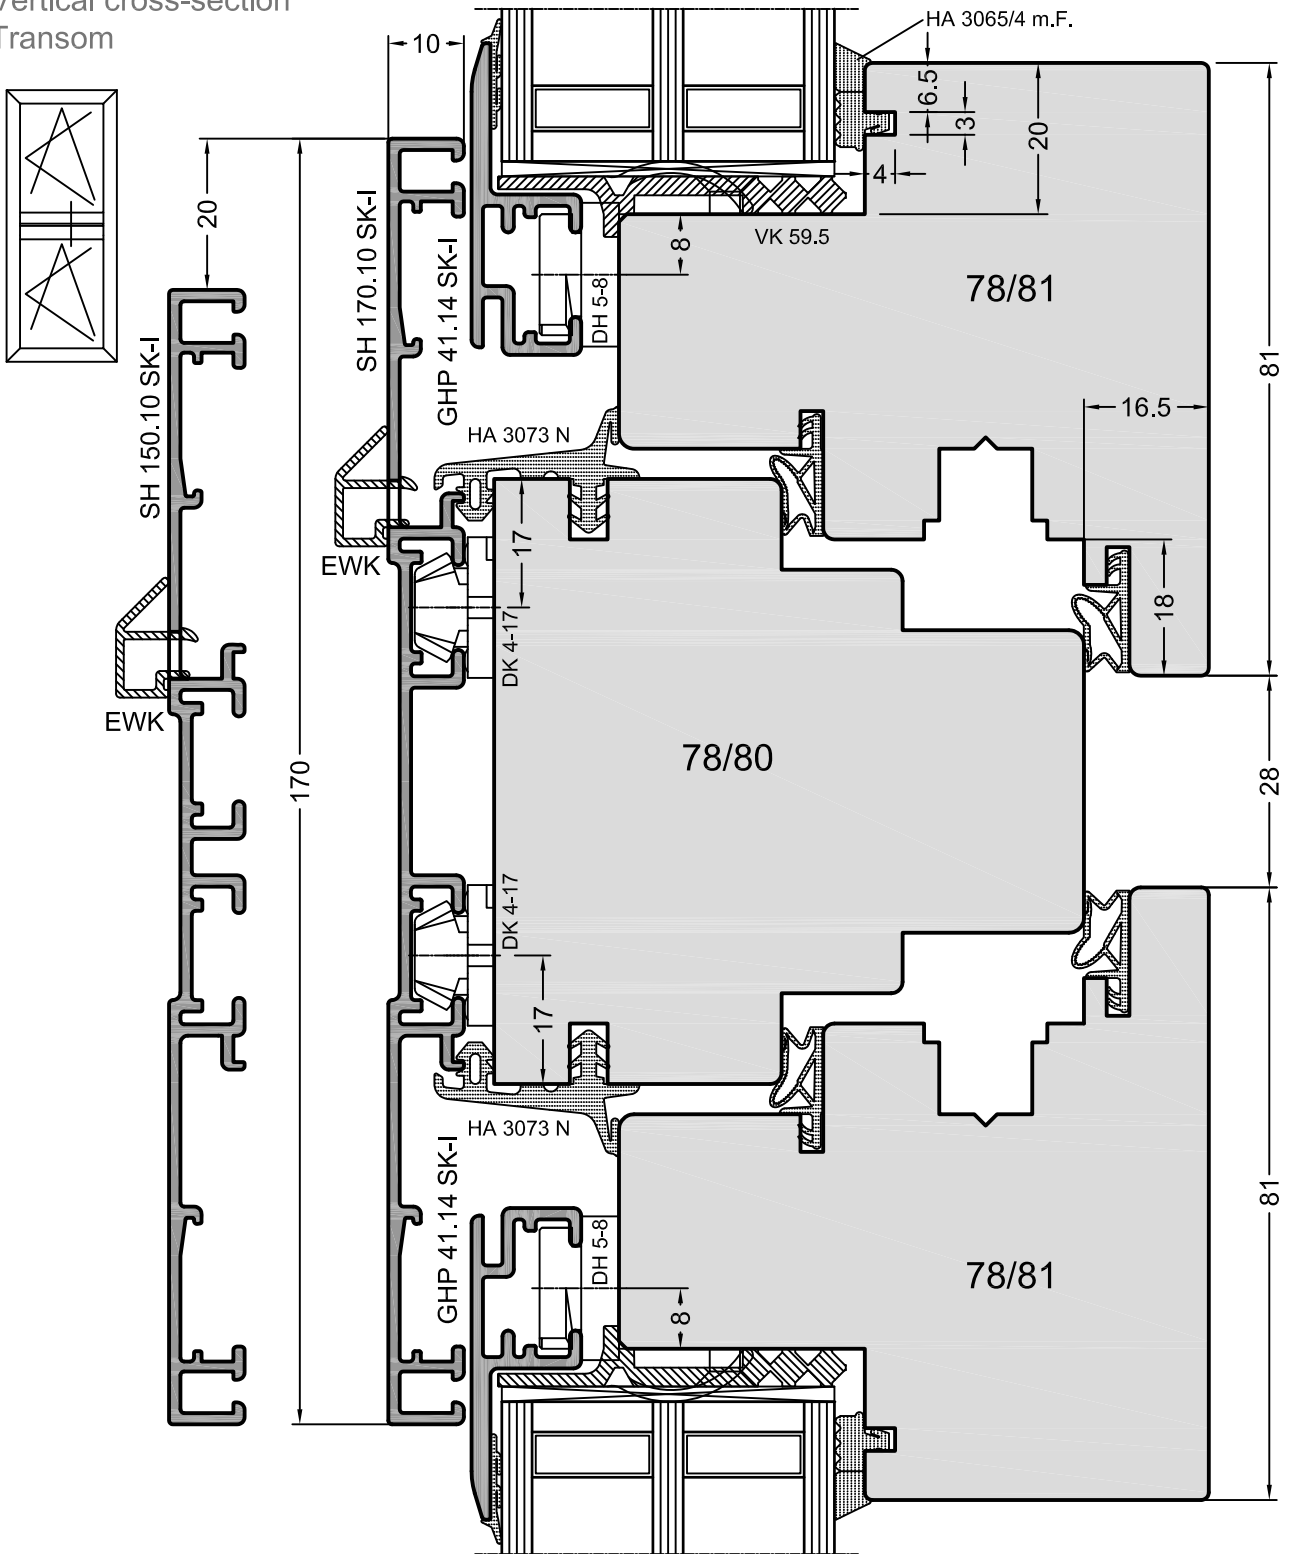 Vertical cross-section
Transom
HA 3065/4 m.F.
10
6.5
3
20
4
81
20
SH 170.10 SK-I
GHP 41.14 SK-I
8
VK 59.5
DH 5-8
78/81
SH 150.10 SK-I
16.5
HA 3073 N
17
EWK
18
DK 4-17
EWK
78/80
170
28
DK 4-17
17
HA 3073 N
GHP 41.14 SK-I
81
DH 5-8
78/81
8